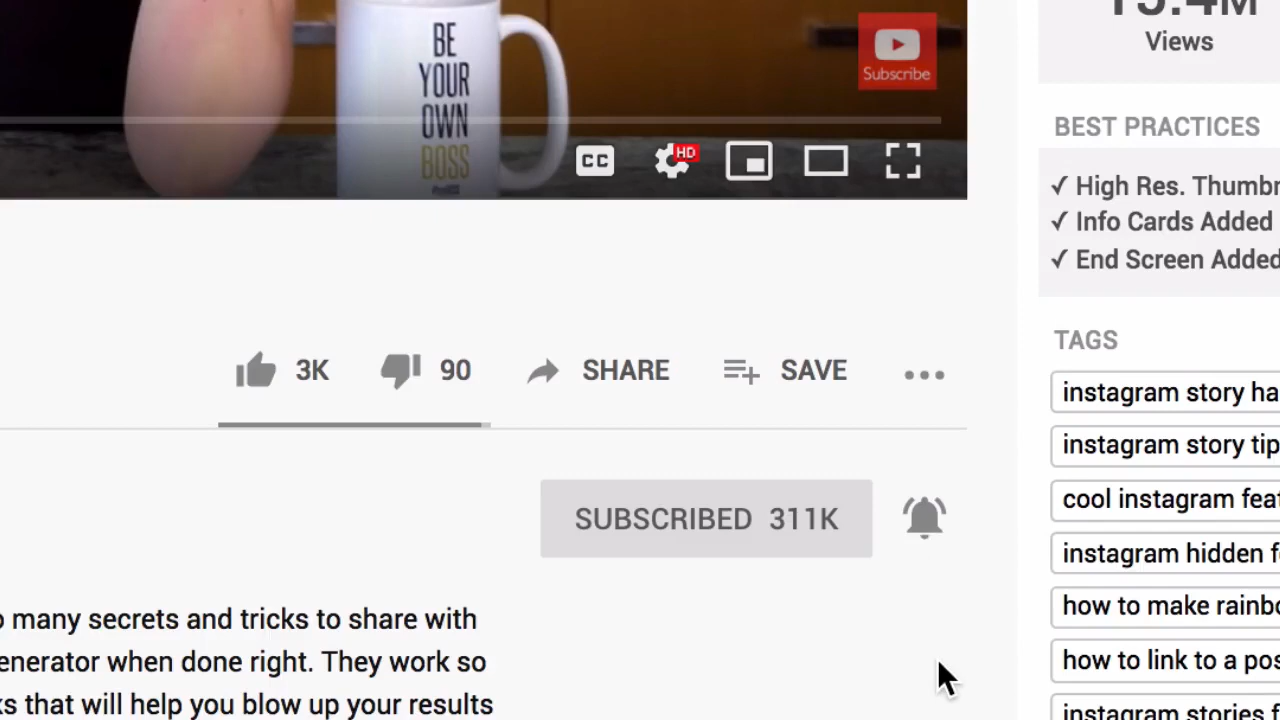 BE
YOUR
OWN
BOSS
Subscribe
CC
HD
3K
90
SHARE
SAVE
SUBSCRIBED 311K
many secrets and tricks to share with
enerator when done right. They work so
ks that will help you blow up your results
Views
BEST PRACTICES
✓ High Res. Thumbn
✓ Info Cards Added
✓ End Screen Added
TAGS
instagram story ha
instagram story tip
cool instagram feat
instagram hidden f
how to make rainbo
how to link to a pos
instagram stories f